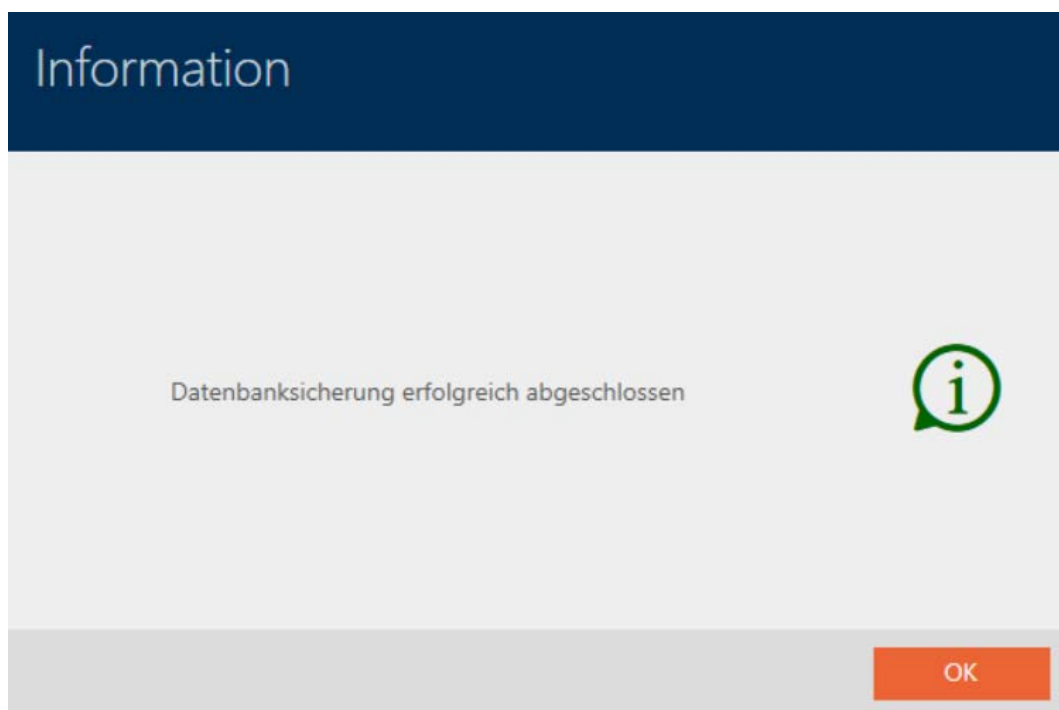 Information
Datenbanksicherung erfolgreich abgeschlossen
i
OK